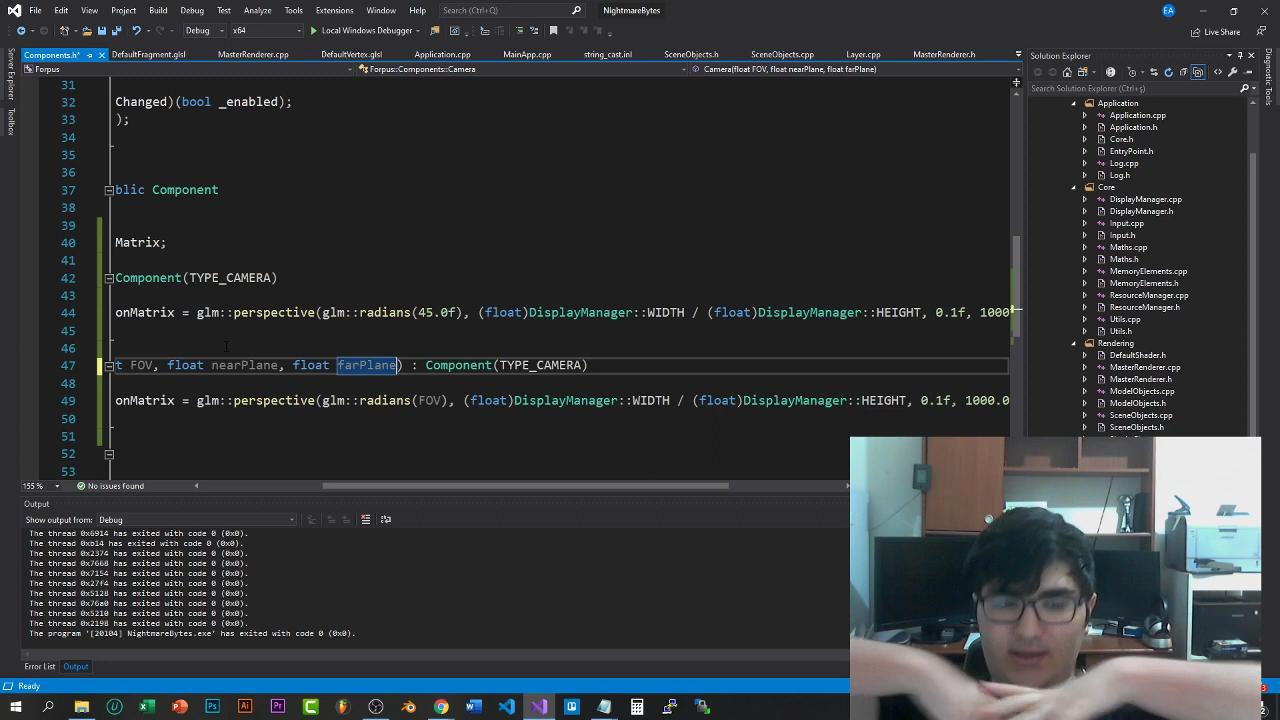 File Edit View Project Build Debug Test Analyze Tools Extensions Window Help Search (Ctrl+Q) NightmareBytes EA
Debug x64 Local Windows Debugger Live Share
Components.h* DefaultFragment.glsl MasterRenderer.cpp DefaultVertex.glsl Application.cpp MainApp.cpp string_cast.inl SceneObjects.h SceneObjects.cpp Layer.cpp MasterRenderer.h
Forpus Forpus::Components::Camera Camera(float FOV, float nearPlane, float farPlane)
Server Explorer
Toolbox
31
32 Changed)(bool _enabled);
33 );
34
35
36
37 blic Component
38
39
40 Matrix;
41
42 Component(TYPE_CAMERA)
43
44 onMatrix = glm::perspective(glm::radians(45.0f), (float)DisplayManager::WIDTH / (float)DisplayManager::HEIGHT, 0.1f, 1000
45
46
47 t FOV, float nearPlane, float farPlane) : Component(TYPE_CAMERA)
48
49 onMatrix = glm::perspective(glm::radians(FOV), (float)DisplayManager::WIDTH / (float)DisplayManager::HEIGHT, 0.1f, 1000.0
50
51
52
53
155 % No issues found
Output
Show output from: Debug
The thread 0x6914 has exited with code 0 (0x0).
The thread 0xb14 has exited with code 0 (0x0).
The thread 0x2374 has exited with code 0 (0x0).
The thread 0x7668 has exited with code 0 (0x0).
The thread 0x7154 has exited with code 0 (0x0).
The thread 0x27f4 has exited with code 0 (0x0).
The thread 0x5128 has exited with code 0 (0x0).
The thread 0x76a0 has exited with code 0 (0x0).
The thread 0x5210 has exited with code 0 (0x0).
The thread 0x2198 has exited with code 0 (0x0).
The program '[20104] NightmareBytes.exe' has exited with code 0 (0x0).
Error List Output
Ready
Solution Explorer
Search Solution Explorer (Ctrl+ş)
Application
Application.cpp
Application.h
Core.h
EntryPoint.h
Log.cpp
Log.h
Core
DisplayManager.cpp
DisplayManager.h
Input.cpp
Input.h
Maths.cpp
Maths.h
MemoryElements.cpp
MemoryElements.h
ResourceManager.cpp
ResourceManager.h
Utils.cpp
Utils.h
Rendering
DefaultShader.h
MasterRenderer.cpp
MasterRenderer.h
ModelObjects.cpp
ModelObjects.h
SceneObjects.cpp
SceneObjects.h
Diagnostic Tools